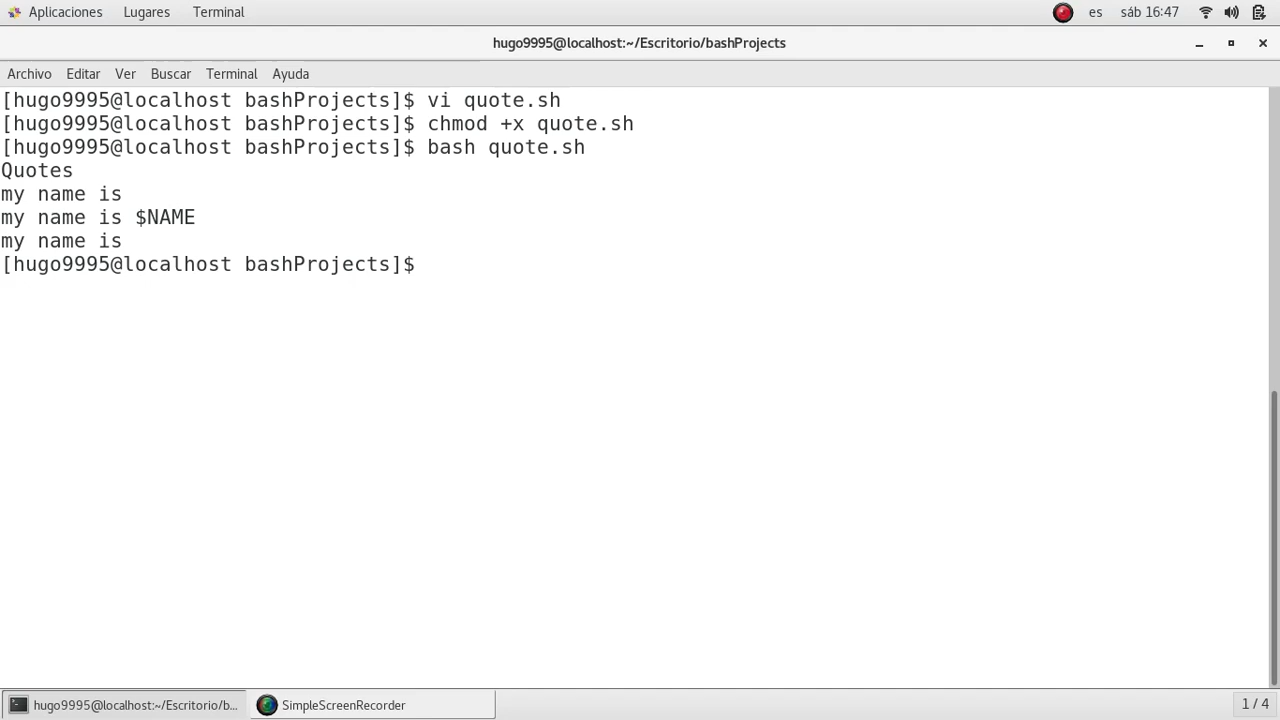 Aplicaciones Lugares Terminal es sáb 16:47
hugo9995@localhost:~/Escritorio/bashProjects
Archivo Editar Ver Buscar Terminal Ayuda
[hugo9995@localhost bashProjects]$ vi quote.sh
[hugo9995@localhost bashProjects]$ chmod +x quote.sh
[hugo9995@localhost bashProjects]$ bash quote.sh
Quotes
my name is
my name is $NAME
my name is
[hugo9995@localhost bashProjects]$
hugo9995@localhost:~/Escritorio/b... SimpleScreenRecorder 1 / 4